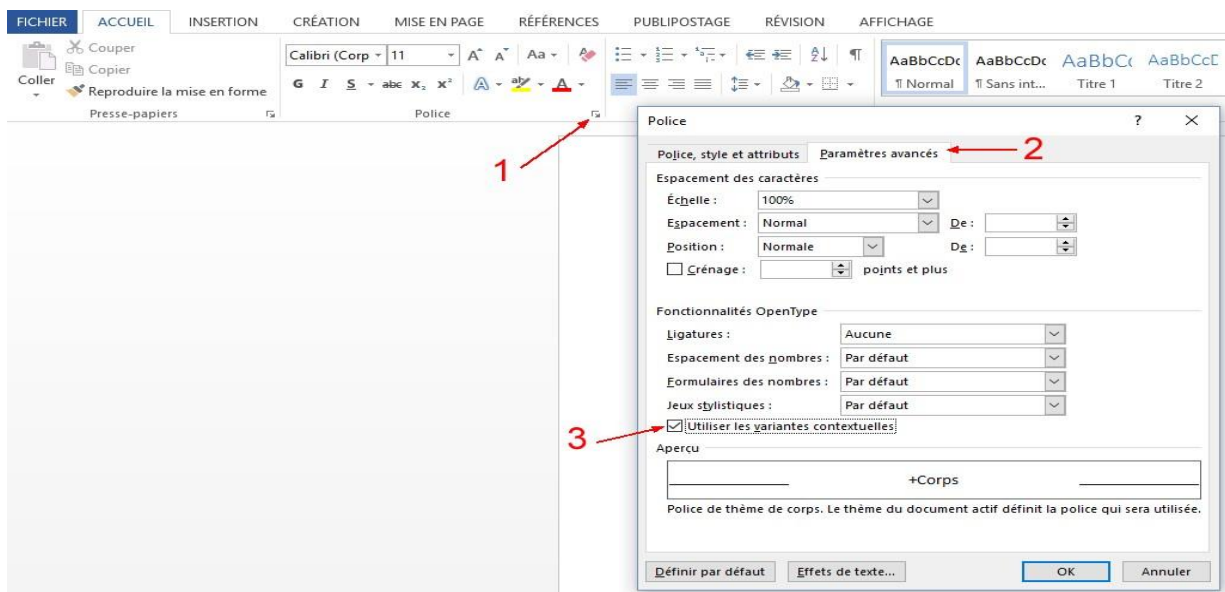 FICHIER ACCUEIL INSERTION CRÉATION MISE EN PAGE RÉFÉRENCES PUBLIPOSTAGE RÉVISION AFFICHAGE
Coller
Couper
Copier
Reproduire la mise en forme
Presse-papiers
Calibri (Corp 11 A A Aa
G I S abc x₂ x² A aby A
Police
AaBbCcDc AaBbCcDc AaBbCc AaBbCcE
¶ Normal ¶ Sans int... Titre 1 Titre 2
1
Police ? X
Police, style et attributs Paramètres avancés 2
Espacement des caractères
Échelle : 100%
Espacement : Normal De :
Position : Normale De :
Crénage : points et plus
Fonctionnalités OpenType
Ligatures : Aucune
Espacement des nombres : Par défaut
Formulaires des nombres : Par défaut
Jeux stylistiques : Par défaut
3 Utiliser les variantes contextuelles
Aperçu
+Corps
Police de thème de corps. Le thème du document actif définit la police qui sera utilisée.
Définir par défaut Effets de texte... OK Annuler